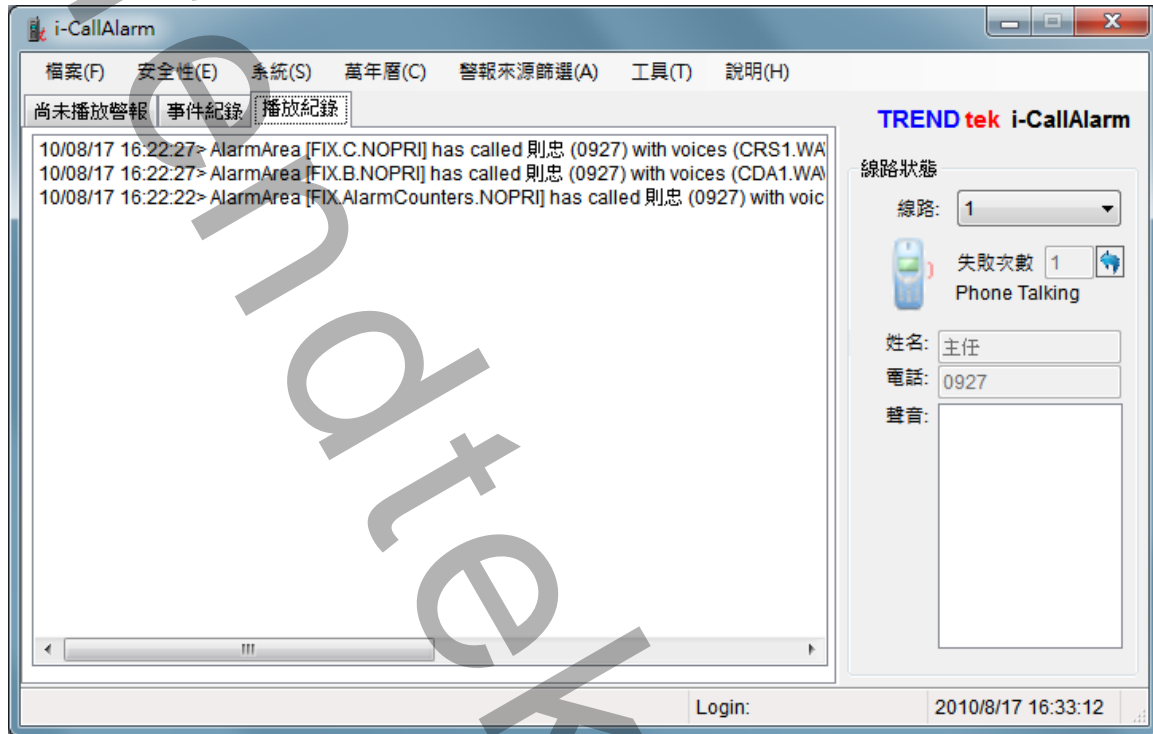 i-CallAlarm
檔案(F) 安全性(E) 系統(S) 萬年曆(C) 警報來源篩選(A) 工具(T) 說明(H)
尚未播放警報 事件紀錄 播放紀錄
TREND tek i-CallAlarm
10/08/17 16:22:27> AlarmArea [FIX.C.NOPRI] has called 則忠 (0927) with voices (CRS1.WA
10/08/17 16:22:27> AlarmArea [FIX.B.NOPRI] has called 則忠 (0927) with voices (CDA1.WA
10/08/17 16:22:22> AlarmArea [FIX.AlarmCounters.NOPRI] has called 則忠 (0927) with voic
線路狀態
線路: 1
失敗次數 1
Phone Talking
姓名: 主任
電話: 0927
聲音:
Login: 2010/8/17 16:33:12
endtek